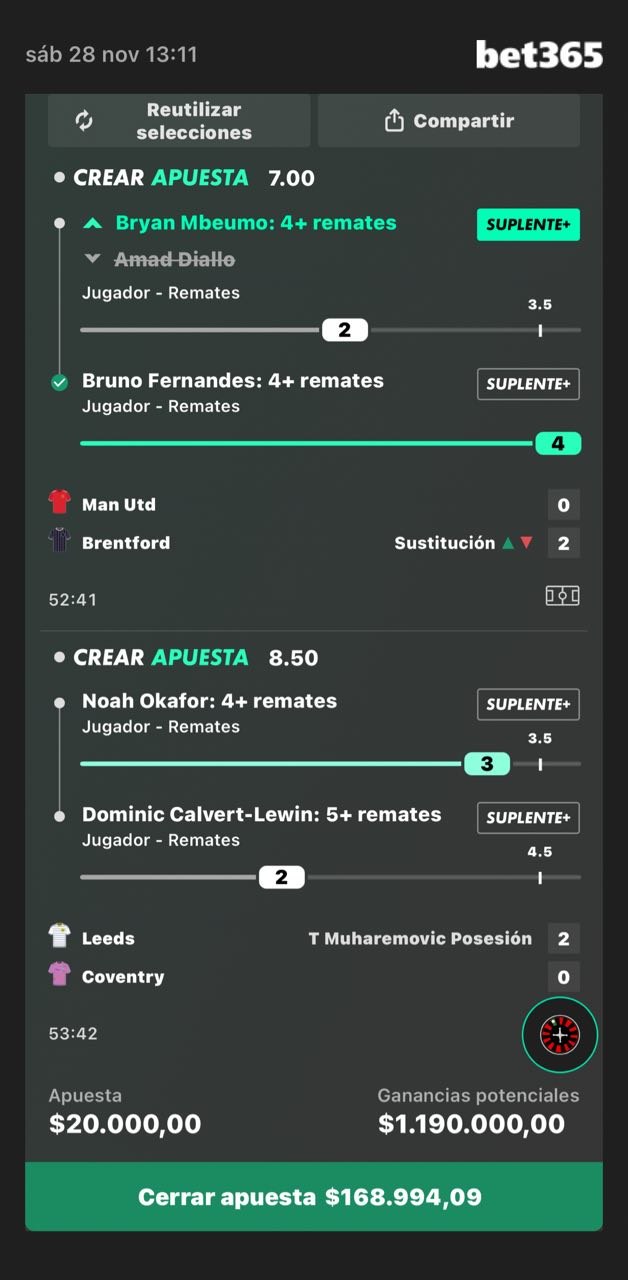 sáb 28 nov 13:11
bet365
Reutilizar
selecciones
Compartir
CREAR APUESTA 7.00
Bryan Mbeumo: 4+ remates
SUPLENTE+
Amad Diallo
Jugador - Remates
3.5
2
Bruno Fernandes: 4+ remates
SUPLENTE+
Jugador - Remates
4
Man Utd 0
Brentford Sustitución 2
52:41
CREAR APUESTA 8.50
Noah Okafor: 4+ remates
SUPLENTE+
Jugador - Remates
3.5
3
Dominic Calvert-Lewin: 5+ remates
SUPLENTE+
Jugador - Remates
4.5
2
Leeds T Muharemovic Posesión 2
Coventry 0
53:42
Apuesta Ganancias potenciales
$20.000,00 $1.190.000,00
Cerrar apuesta $168.994,09